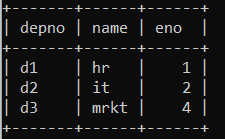 +-------+------+------+
| depno | name | eno  |
+-------+------+------+
| d1    | hr   |    1 |
| d2    | it   |    2 |
| d3    | mrkt |    4 |
+-------+------+------+